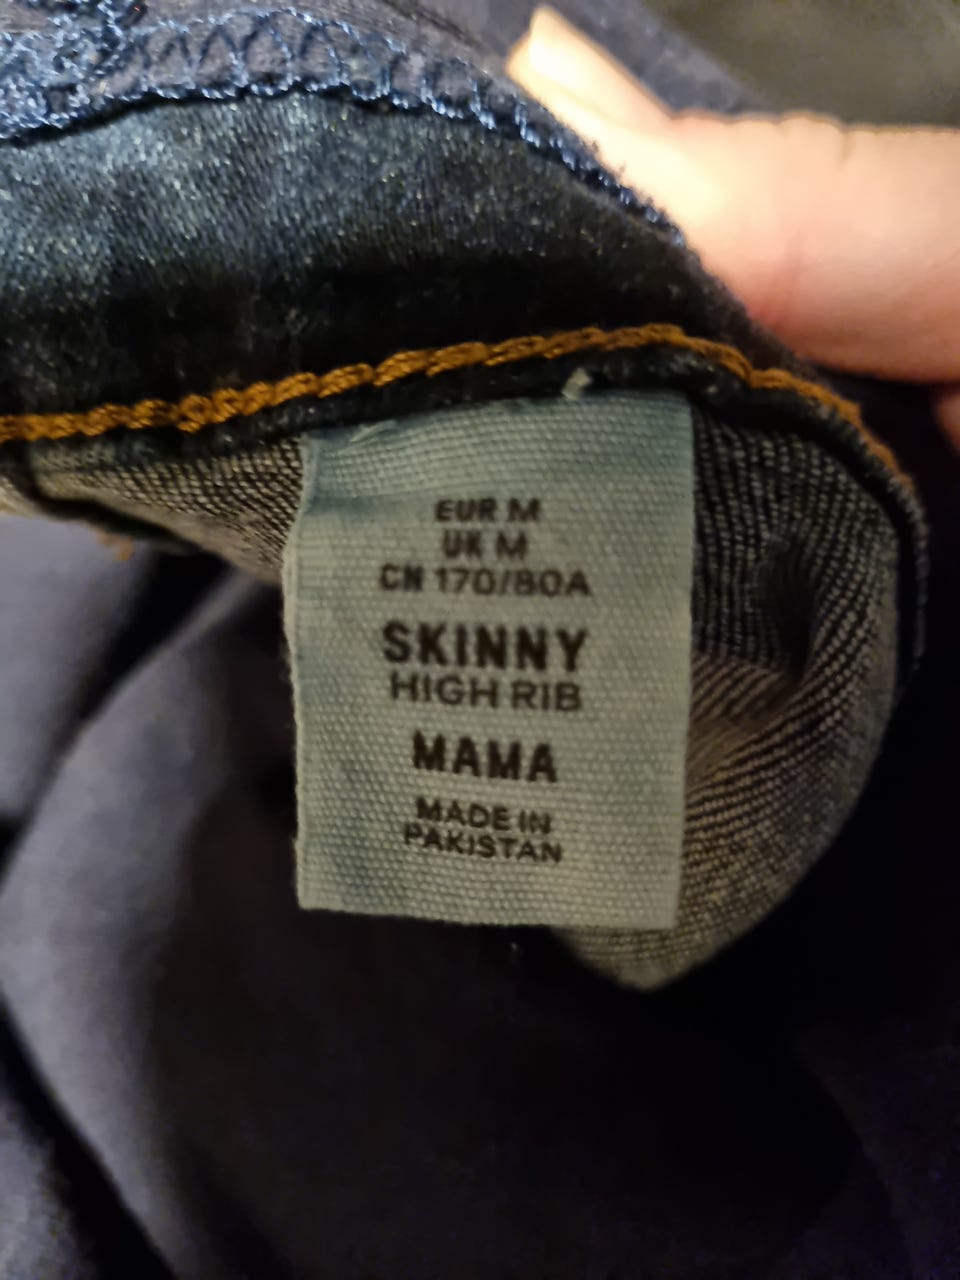 EUR M
UK M
CN 170/80A
SKINNY
HIGH RIB
MAMA
MADE IN
PAKISTAN